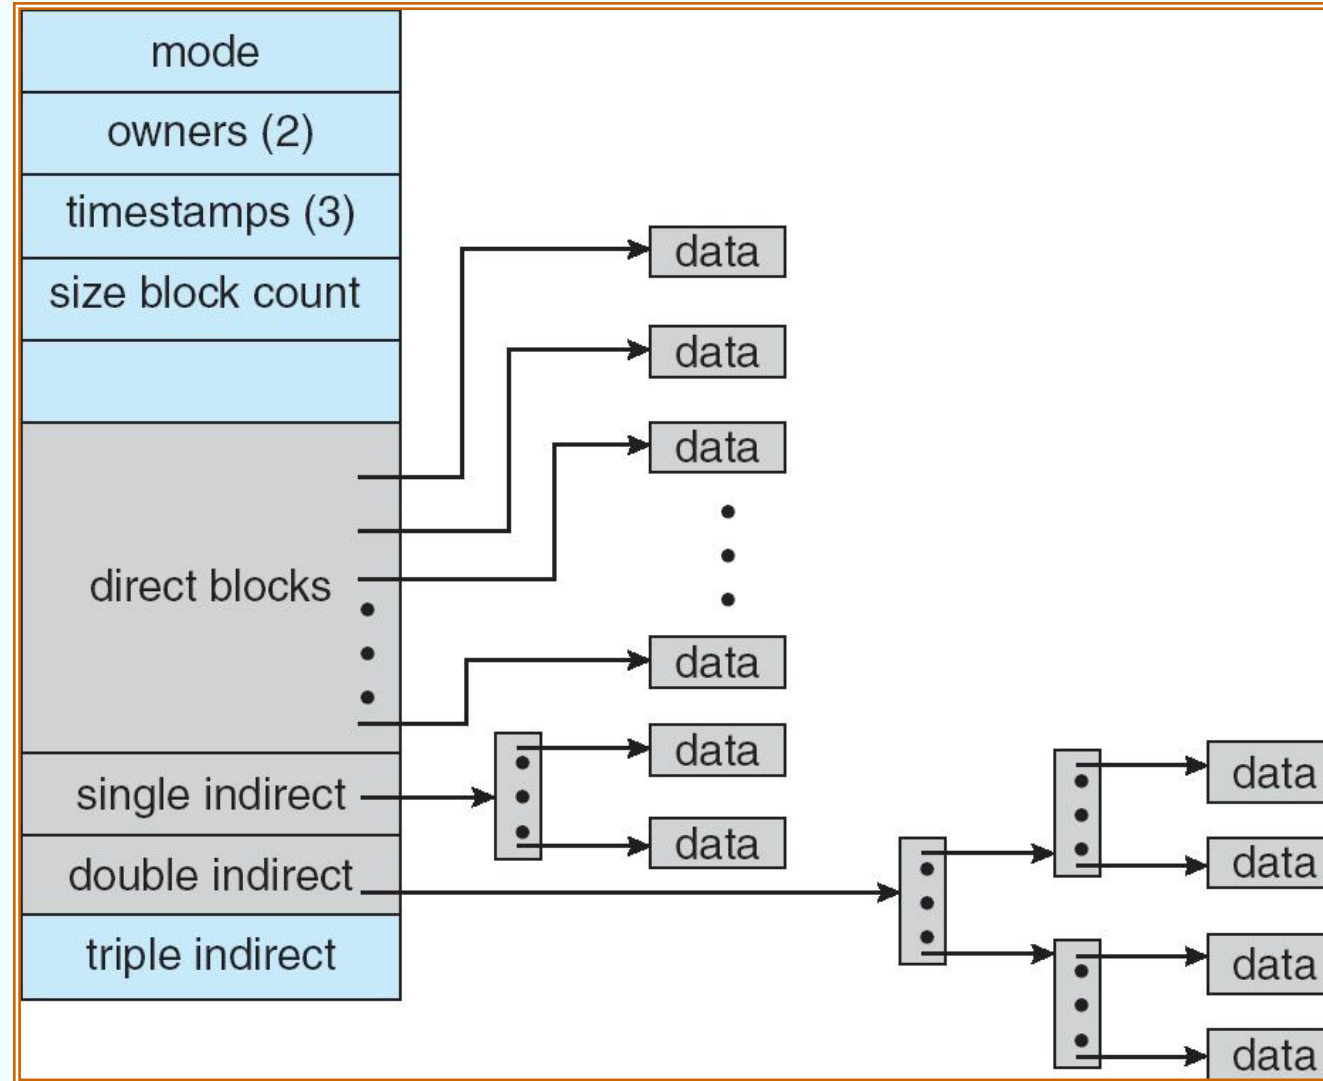 mode
owners (2)
timestamps (3)
size block count
direct blocks
single indirect
double indirect
triple indirect
data
data
data
data
data
data
data
data
data
data